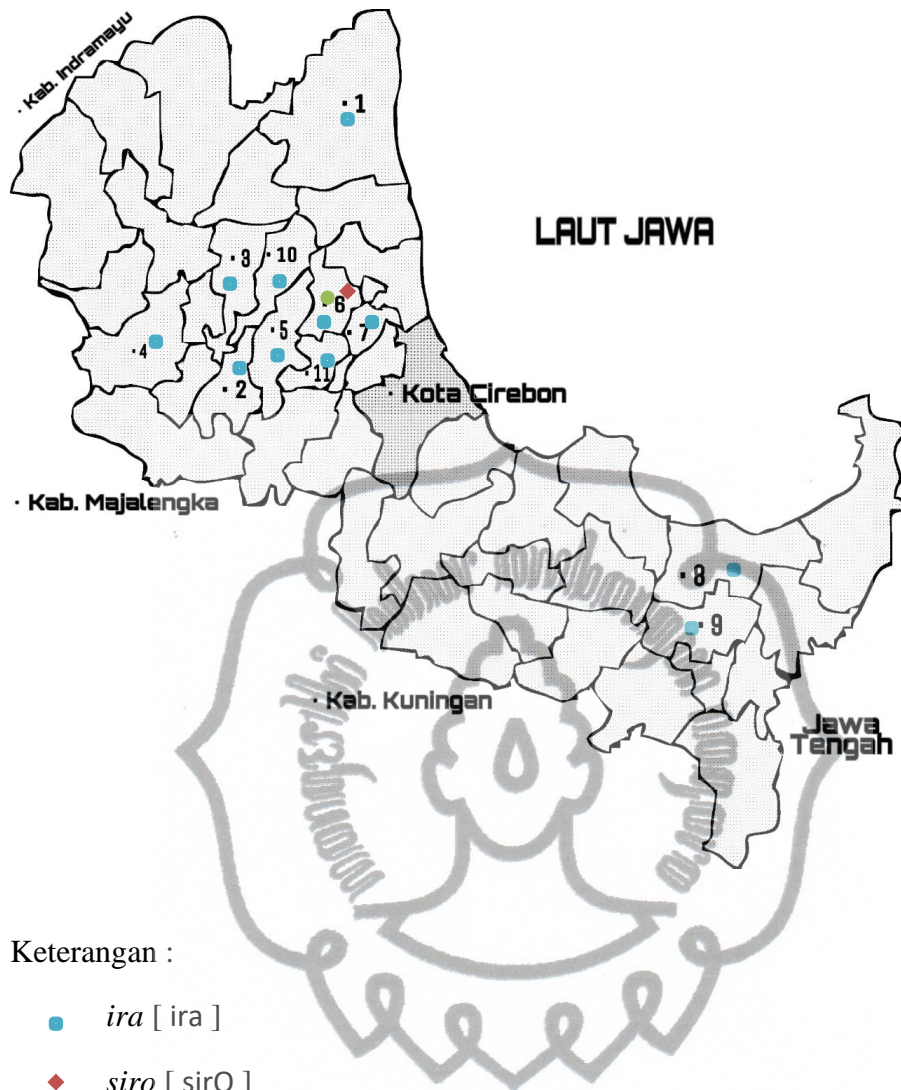 · Kab. Indramayu
· 1
LAUT JAWA
· 3
· 10
· 6
· 5
· 7
· 4
· 11
· 2
· Kota Cirebon
· Kab. Majalengka
· 8
· 9
· Kab. Kuningan
Jawa
Tengah
Keterangan :
ira [ ira ]
siro [ sirO ]